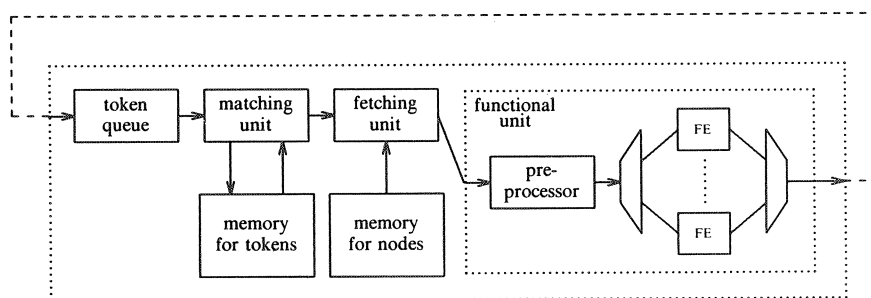 token
queue
matching
unit
fetching
unit
functional
unit
FE
pre-
processor
memory
for tokens
memory
for nodes
FE